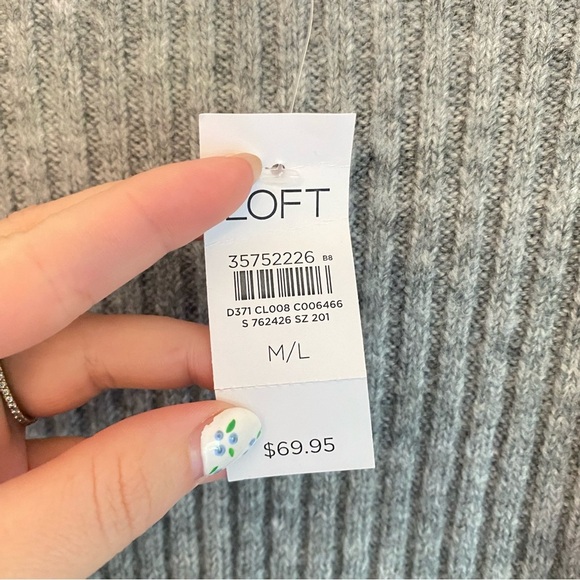 LOFT
35752226 B8
D371 CL008 C006466
S 762426 SZ 201
M/L
$69.95